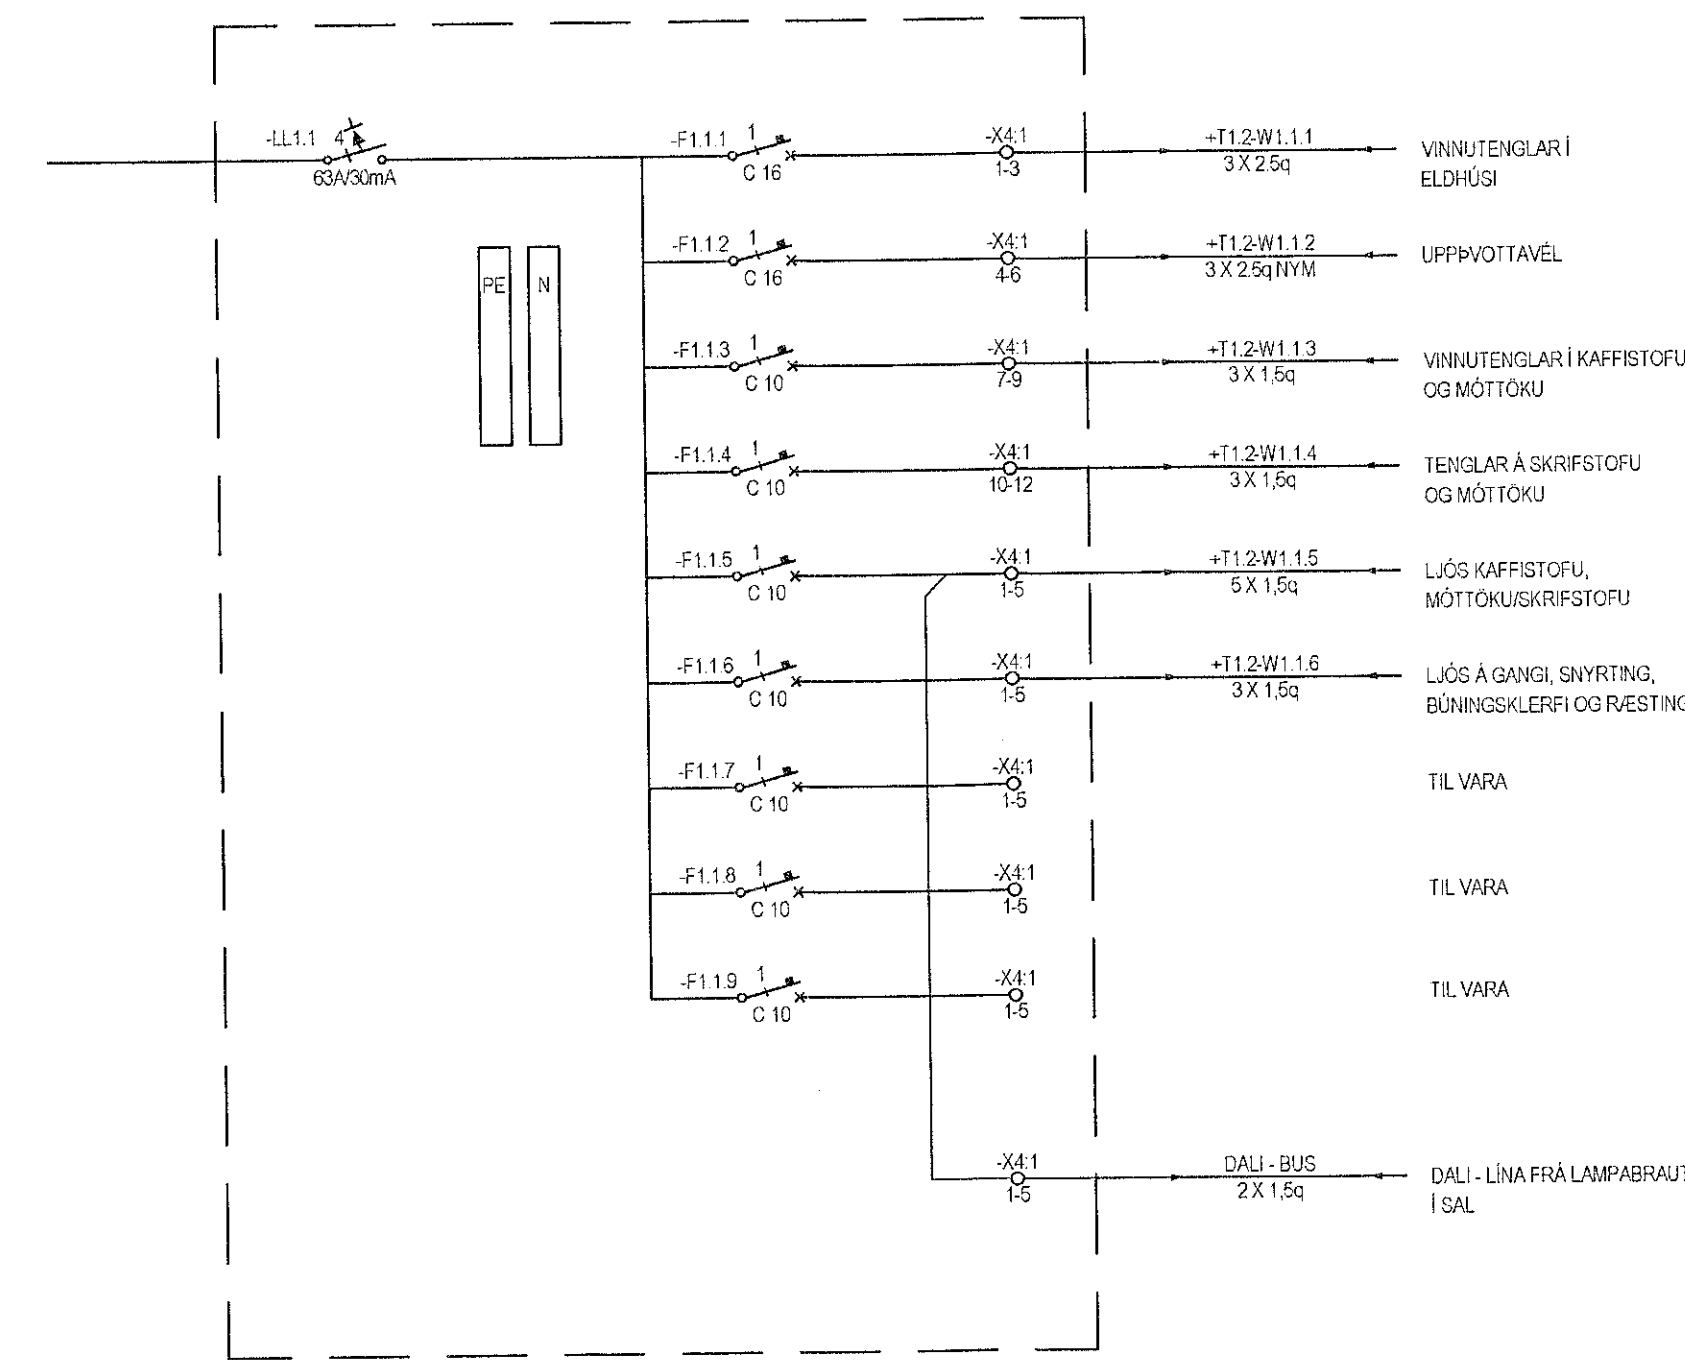 -LL1.1 4
63A/30mA
PE N
-F1.1.1 1
C 16
-X4:1
1-3
+T1.2-W1.1.1
3 X 2.5q
VINNUTENGLAR Í
ELDHÚSI
-F1.1.2 1
C 16
-X4:1
4-6
+T1.2-W1.1.2
3 X 2.5q NYM
UPPÞVOTTAVÉL
-F1.1.3 1
C 10
-X4:1
7-9
+T1.2-W1.1.3
3 X 1,5q
VINNUTENGLAR Í KAFFISTOFU
OG MÓTTÖKU
-F1.1.4 1
C 10
-X4:1
10-12
+T1.2-W1.1.4
3 X 1,5q
TENGLAR Á SKRIFSTOFU
OG MÓTTÖKU
-F1.1.5 1
C 10
-X4:1
1-5
+T1.2-W1.1.5
5 X 1,5q
LJÓS KAFFISTOFU,
MÓTTÖKU/SKRIFSTOFU
-F1.1.6 1
C 10
-X4:1
1-5
+T1.2-W1.1.6
3 X 1,5q
LJÓS Á GANGI, SNYRTING,
BÚNINGSKLERFI OG RÆSTING
-F1.1.7 1
C 10
-X4:1
1-5
TIL VARA
-F1.1.8 1
C 10
-X4:1
1-5
TIL VARA
-F1.1.9 1
C 10
-X4:1
1-5
TIL VARA
-X4:1
1-5
DALI - BUS
2 X 1,5q
DALI - LÍNA FRÁ LAMPABRAUT
Í SAL